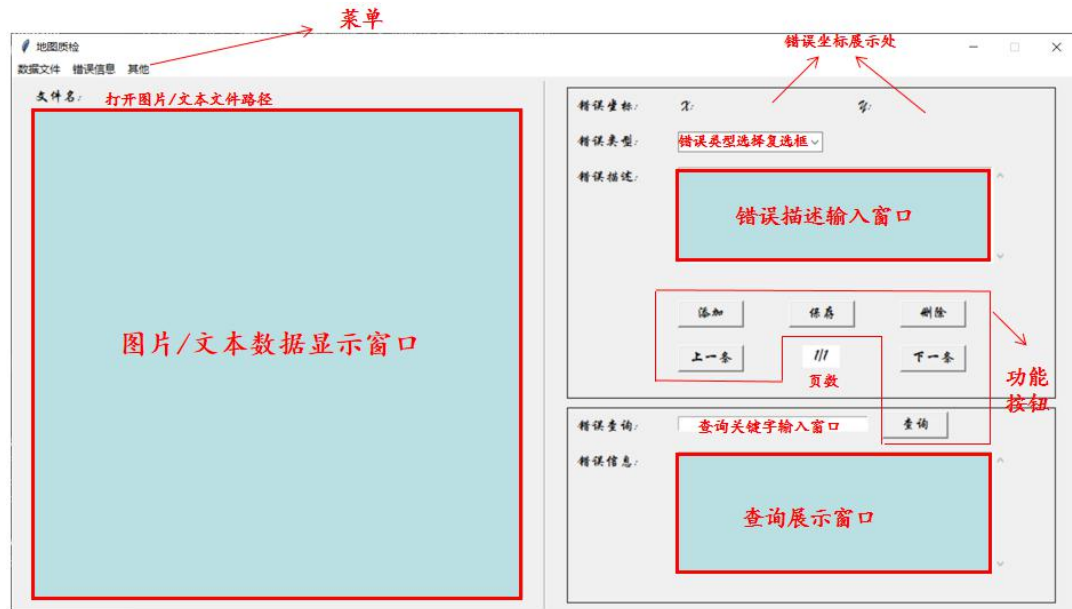 菜单
地图质检
错误坐标展示处
数据文件 错误信息 其他
文件名: 打开图片/文本文件路径
错误坐标: X: Y:
错误类型: 错误类型选择复选框
错误描述:
错误描述输入窗口
图片/文本数据显示窗口
添加 保存 删除
上一条 1/1 下一条
页数
功能
按钮
错误查询: 查询关键字输入窗口 查询
错误信息:
查询展示窗口